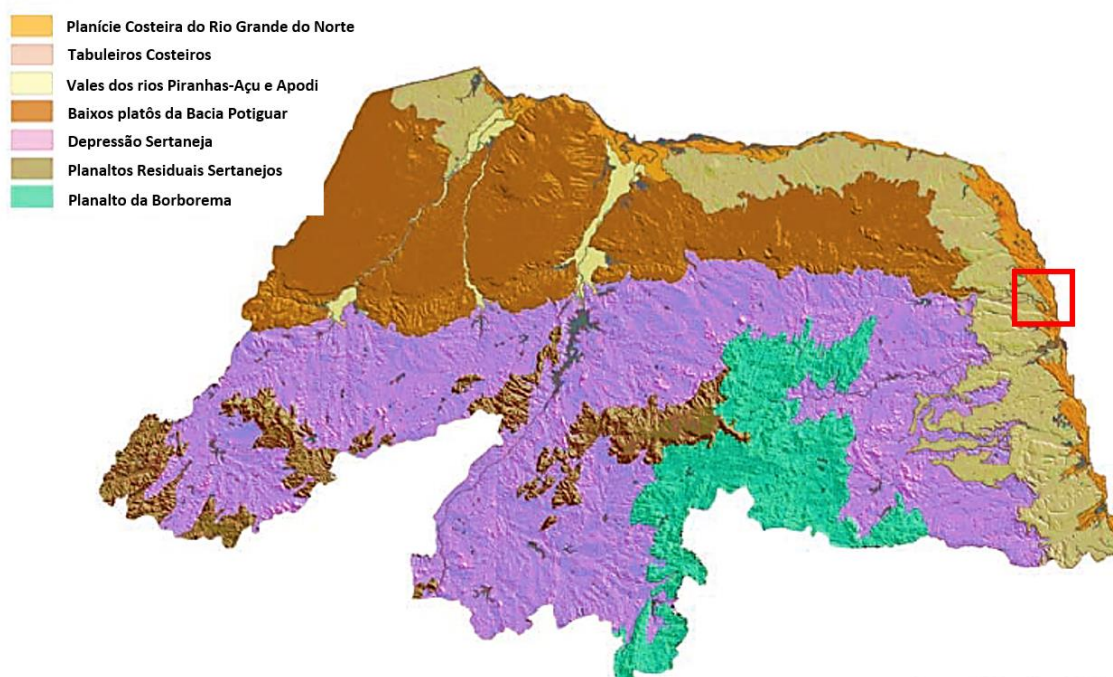 Planície Costeira do Rio Grande do Norte
Tabuleiros Costeiros
Vales dos rios Piranhas-Açu e Apodi
Baixos platôs da Bacia Potiguar
Depressão Sertaneja
Planaltos Residuais Sertanejos
Planalto da Borborema